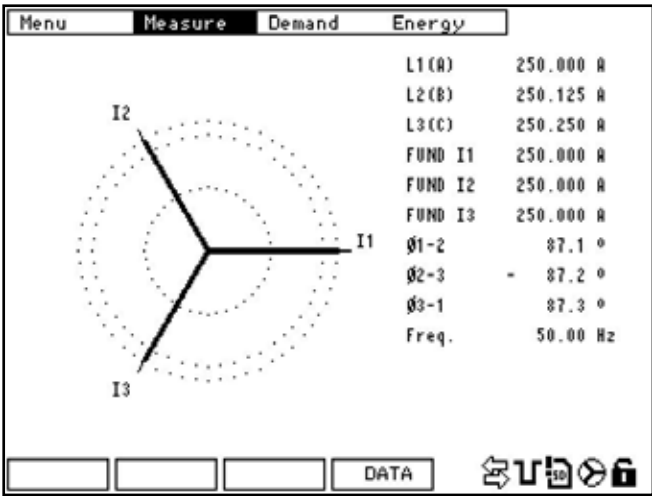 Menu Measure Demand Energy
L1(A) 250.000 A
L2(B) 250.125 A
L3(C) 250.250 A
FUND I1 250.000 A
FUND I2 250.000 A
FUND I3 250.000 A
Ø1-2 87.1 °
Ø2-3 - 87.2 °
Ø3-1 87.3 °
Freq. 50.00 Hz
I2
I1
I3
DATA
SD